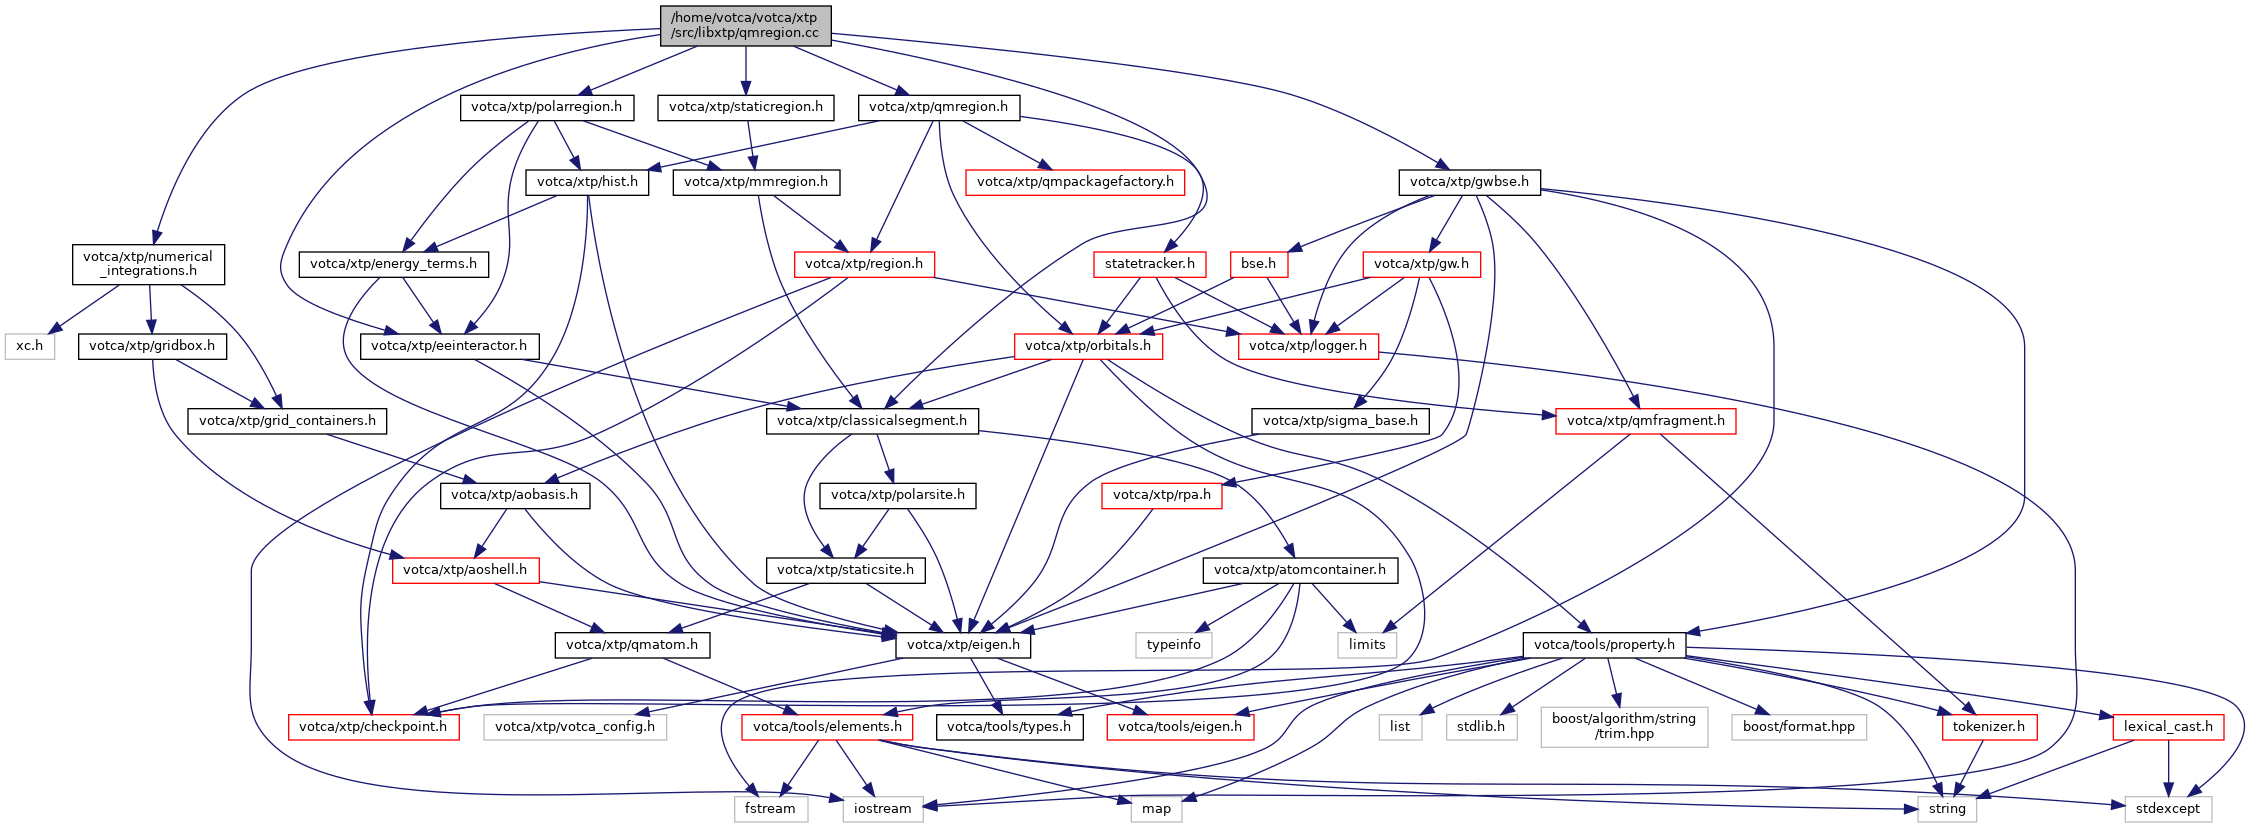 /home/votca/votca/xtp
/src/libxtp/qmregion.cc
votca/xtp/polarregion.h
votca/xtp/staticregion.h
votca/xtp/qmregion.h
votca/xtp/hist.h
votca/xtp/mmregion.h
votca/xtp/qmpackagefactory.h
votca/xtp/gwbse.h
votca/xtp/numerical
_integrations.h
votca/xtp/energy_terms.h
votca/xtp/region.h
statetracker.h
bse.h
votca/xtp/gw.h
xc.h
votca/xtp/gridbox.h
votca/xtp/eeinteractor.h
votca/xtp/orbitals.h
votca/xtp/logger.h
votca/xtp/grid_containers.h
votca/xtp/classicalsegment.h
votca/xtp/sigma_base.h
votca/xtp/qmfragment.h
votca/xtp/aobasis.h
votca/xtp/polarsite.h
votca/xtp/rpa.h
votca/xtp/aoshell.h
votca/xtp/staticsite.h
votca/xtp/atomcontainer.h
votca/xtp/qmatom.h
votca/xtp/eigen.h
typeinfo
limits
votca/tools/property.h
votca/xtp/checkpoint.h
votca/xtp/votca_config.h
votca/tools/elements.h
votca/tools/types.h
votca/tools/eigen.h
list
stdlib.h
boost/algorithm/string
/trim.hpp
boost/format.hpp
tokenizer.h
lexical_cast.h
fstream
iostream
map
string
stdexcept